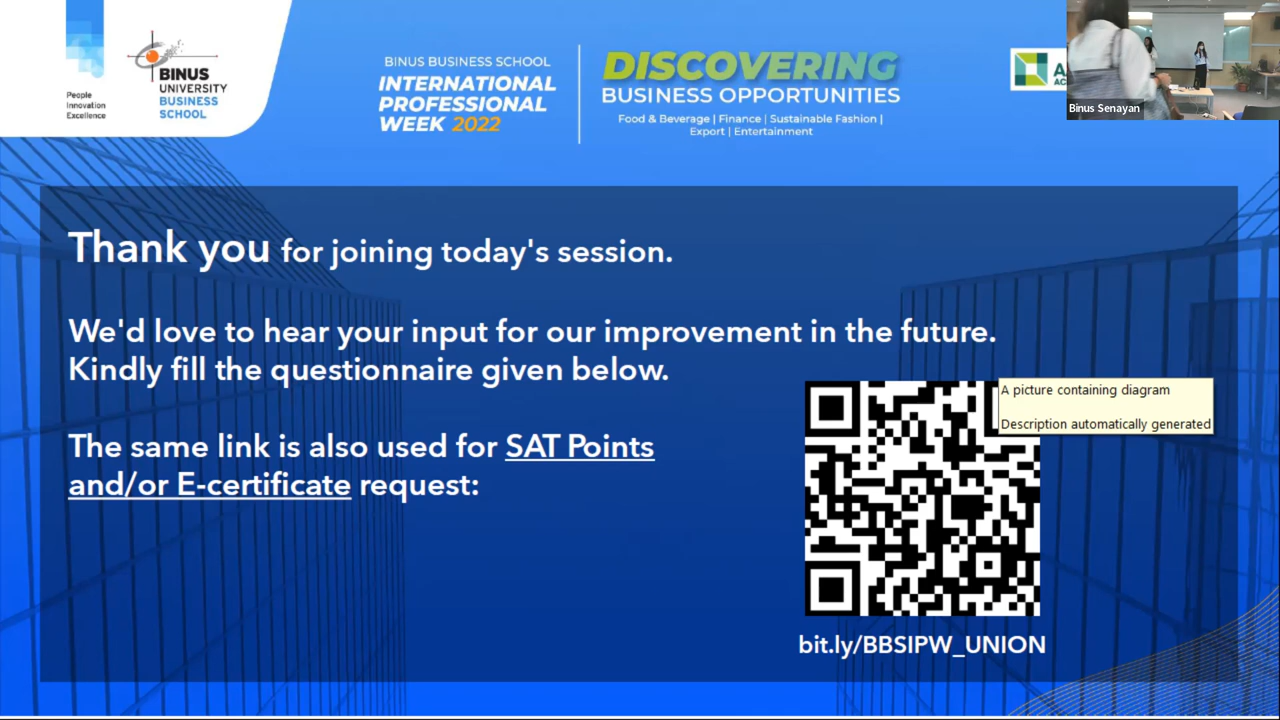 People
Innovation
Excellence
BINUS
UNIVERSITY
BUSINESS
SCHOOL
BINUS BUSINESS SCHOOL
INTERNATIONAL
PROFESSIONAL
WEEK 2022
DISCOVERING
BUSINESS OPPORTUNITIES
Food & Beverage | Finance | Sustainable Fashion |
Export | Entertainment
Binus Senayan
Thank you for joining today's session.
We'd love to hear your input for our improvement in the future.
Kindly fill the questionnaire given below.
The same link is also used for SAT Points
and/or E-certificate request:
A picture containing diagram
Description automatically generated
bit.ly/BBSIPW_UNION